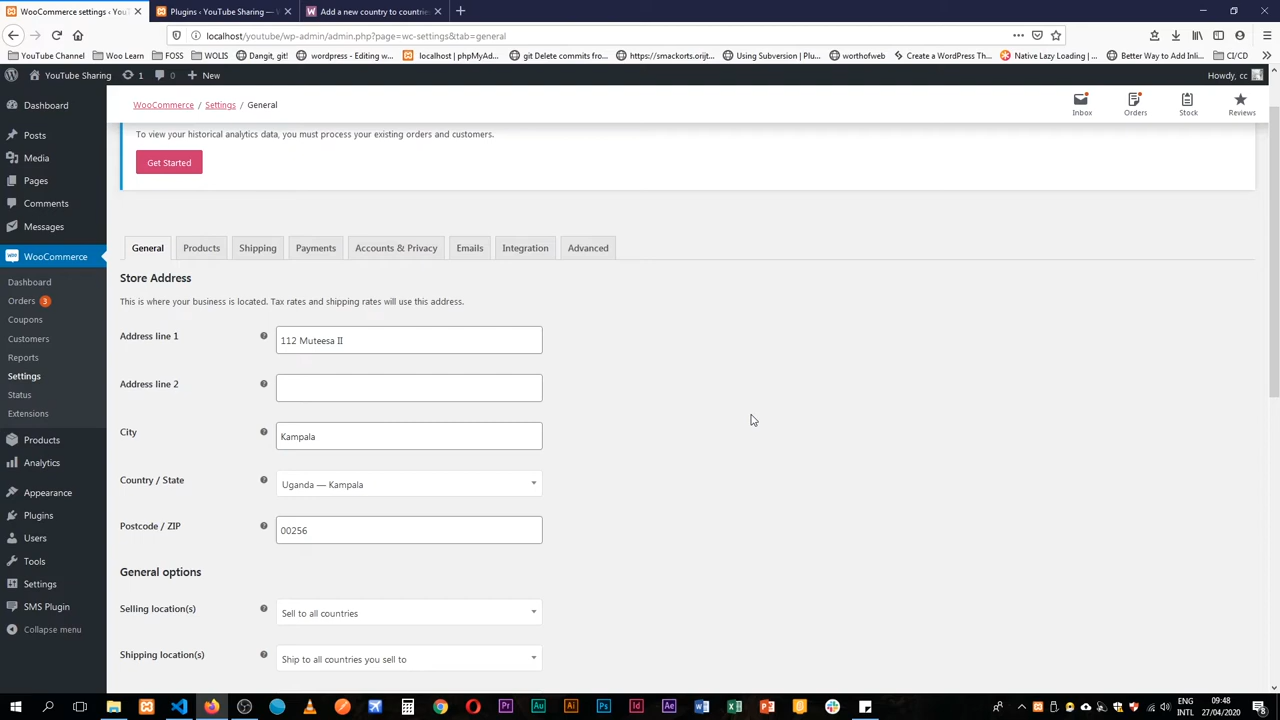 WooCommerce settings ‹ YouTube S
Plugins ‹ YouTube Sharing —
Add a new country to countries
localhost/youtube/wp-admin/admin.php?page=wc-settings&tab=general
YouTube Channel
Woo Learn
FOSS
WOLIS
Dangit, git!
wordpress - Editing w
localhost | phpMyAd...
git Delete commits fro...
https://smackorts.orijt...
Using Subversion | Plu...
worthofweb
Create a WordPress Th...
Native Lazy Loading | ...
Better Way to Add Inli...
CI/CD
YouTube Sharing
1
0
New
Howdy, cc
WooCommerce / Settings / General
Inbox
Orders
Stock
Reviews
Dashboard
Posts
Media
Pages
Comments
Messages
WooCommerce
Dashboard
Orders 3
Coupons
Customers
Reports
Settings
Status
Extensions
Products
Analytics
Appearance
Plugins
Users
Tools
Settings
SMS Plugin
Collapse menu
To view your historical analytics data, you must process your existing orders and customers.
Get Started
General
Products
Shipping
Payments
Accounts & Privacy
Emails
Integration
Advanced
Store Address
This is where your business is located. Tax rates and shipping rates will use this address.
Address line 1
112 Muteesa II
Address line 2
City
Kampala
Country / State
Uganda — Kampala
Postcode / ZIP
00256
General options
Selling location(s)
Sell to all countries
Shipping location(s)
Ship to all countries you sell to
ENG
INTL
09:48
27/04/2020